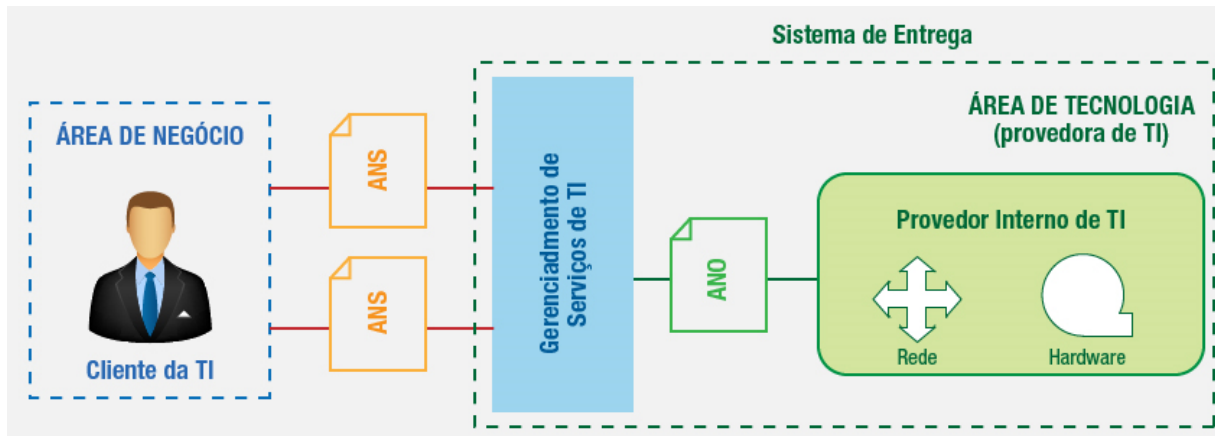 Sistema de Entrega
ÁREA DE NEGÓCIO
Cliente da TI
ANS
ANS
Gerenciadmento de
Serviços de TI
ANO
ÁREA DE TECNOLOGIA
(provedora de TI)
Provedor Interno de TI
Rede
Hardware